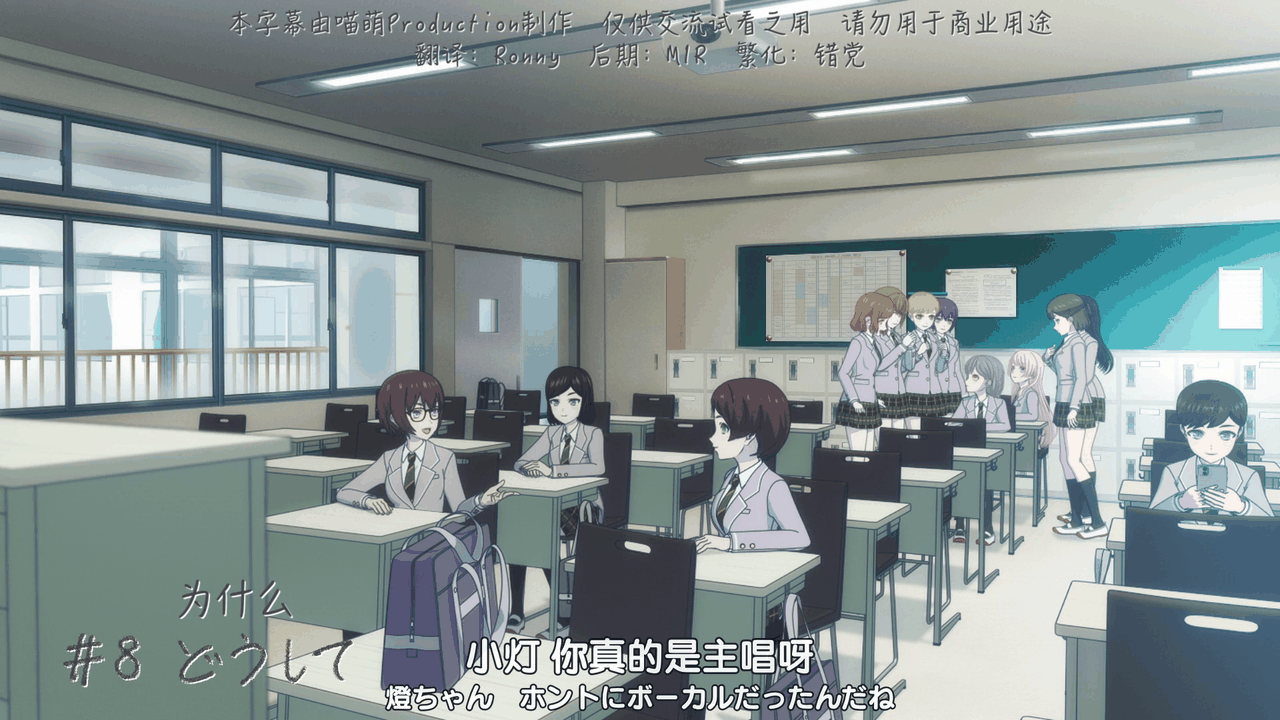 本字幕由喵萌Production制作　仅供交流试看之用　请勿用于商业用途
翻译：Ronny　后期：MIR　繁化：错党
为什么
#8 どうして
小灯 你真的是主唱呀
燈ちゃん　ホントにボーカルだったんだね